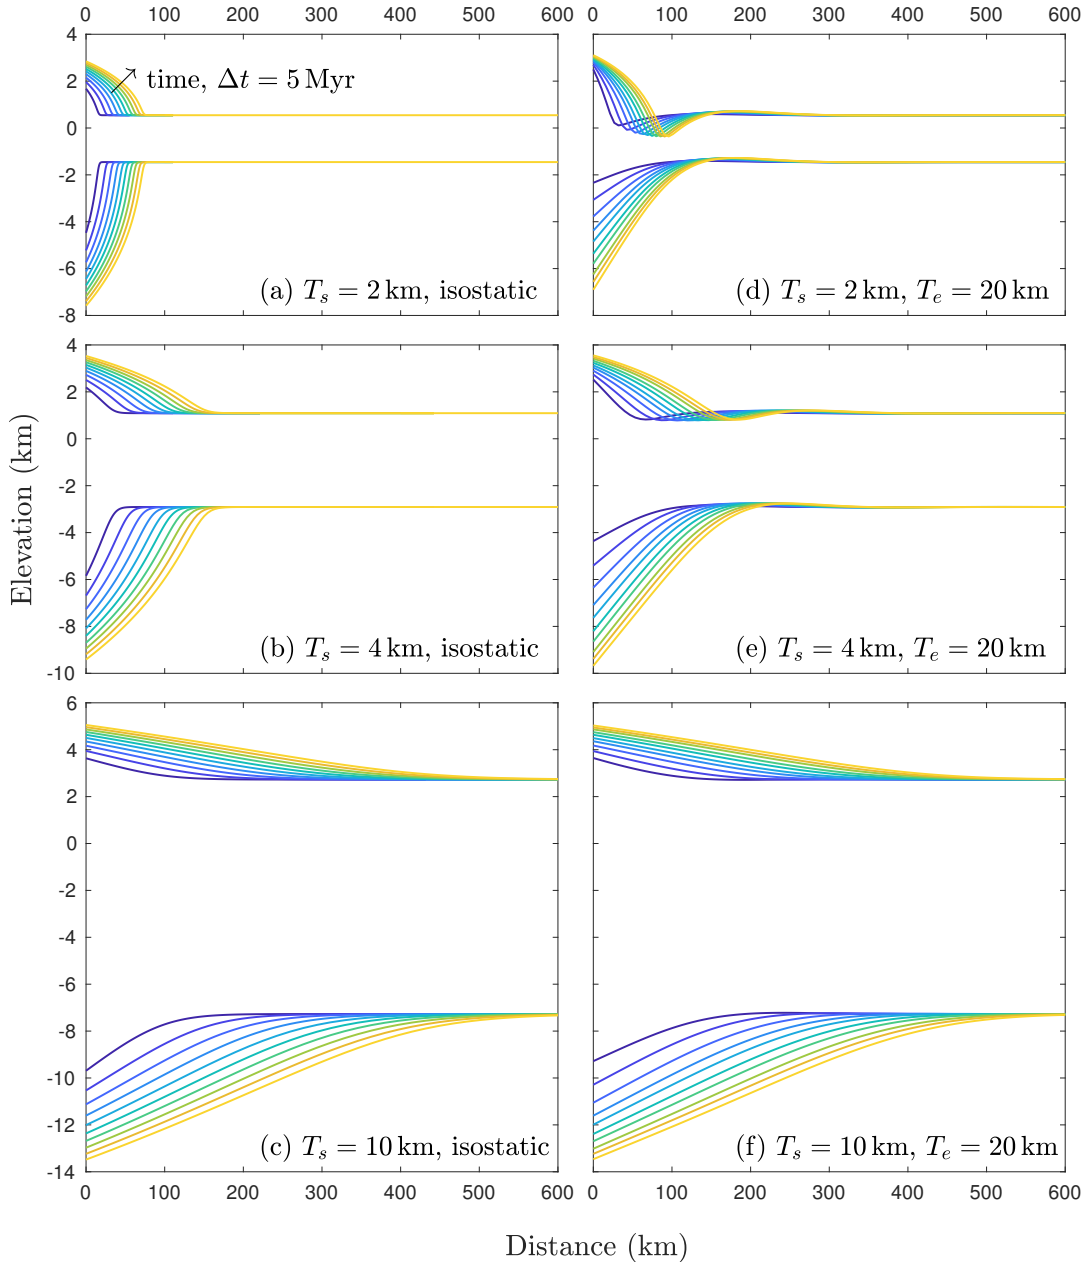 0 100 200 300 400 500 600 0 100 200 300 400 500 600
4
2
0
-2
-4
-6
-8
time, Δt = 5 Myr
(a) T_s = 2 km, isostatic
(d) T_s = 2 km, T_e = 20 km
4
2
0
-2
-4
-6
-8
-10
Elevation (km)
(b) T_s = 4 km, isostatic
(e) T_s = 4 km, T_e = 20 km
6
4
2
0
-2
-4
-6
-8
-10
-12
-14
(c) T_s = 10 km, isostatic
(f) T_s = 10 km, T_e = 20 km
0 100 200 300 400 500 600 0 100 200 300 400 500 600
Distance (km)